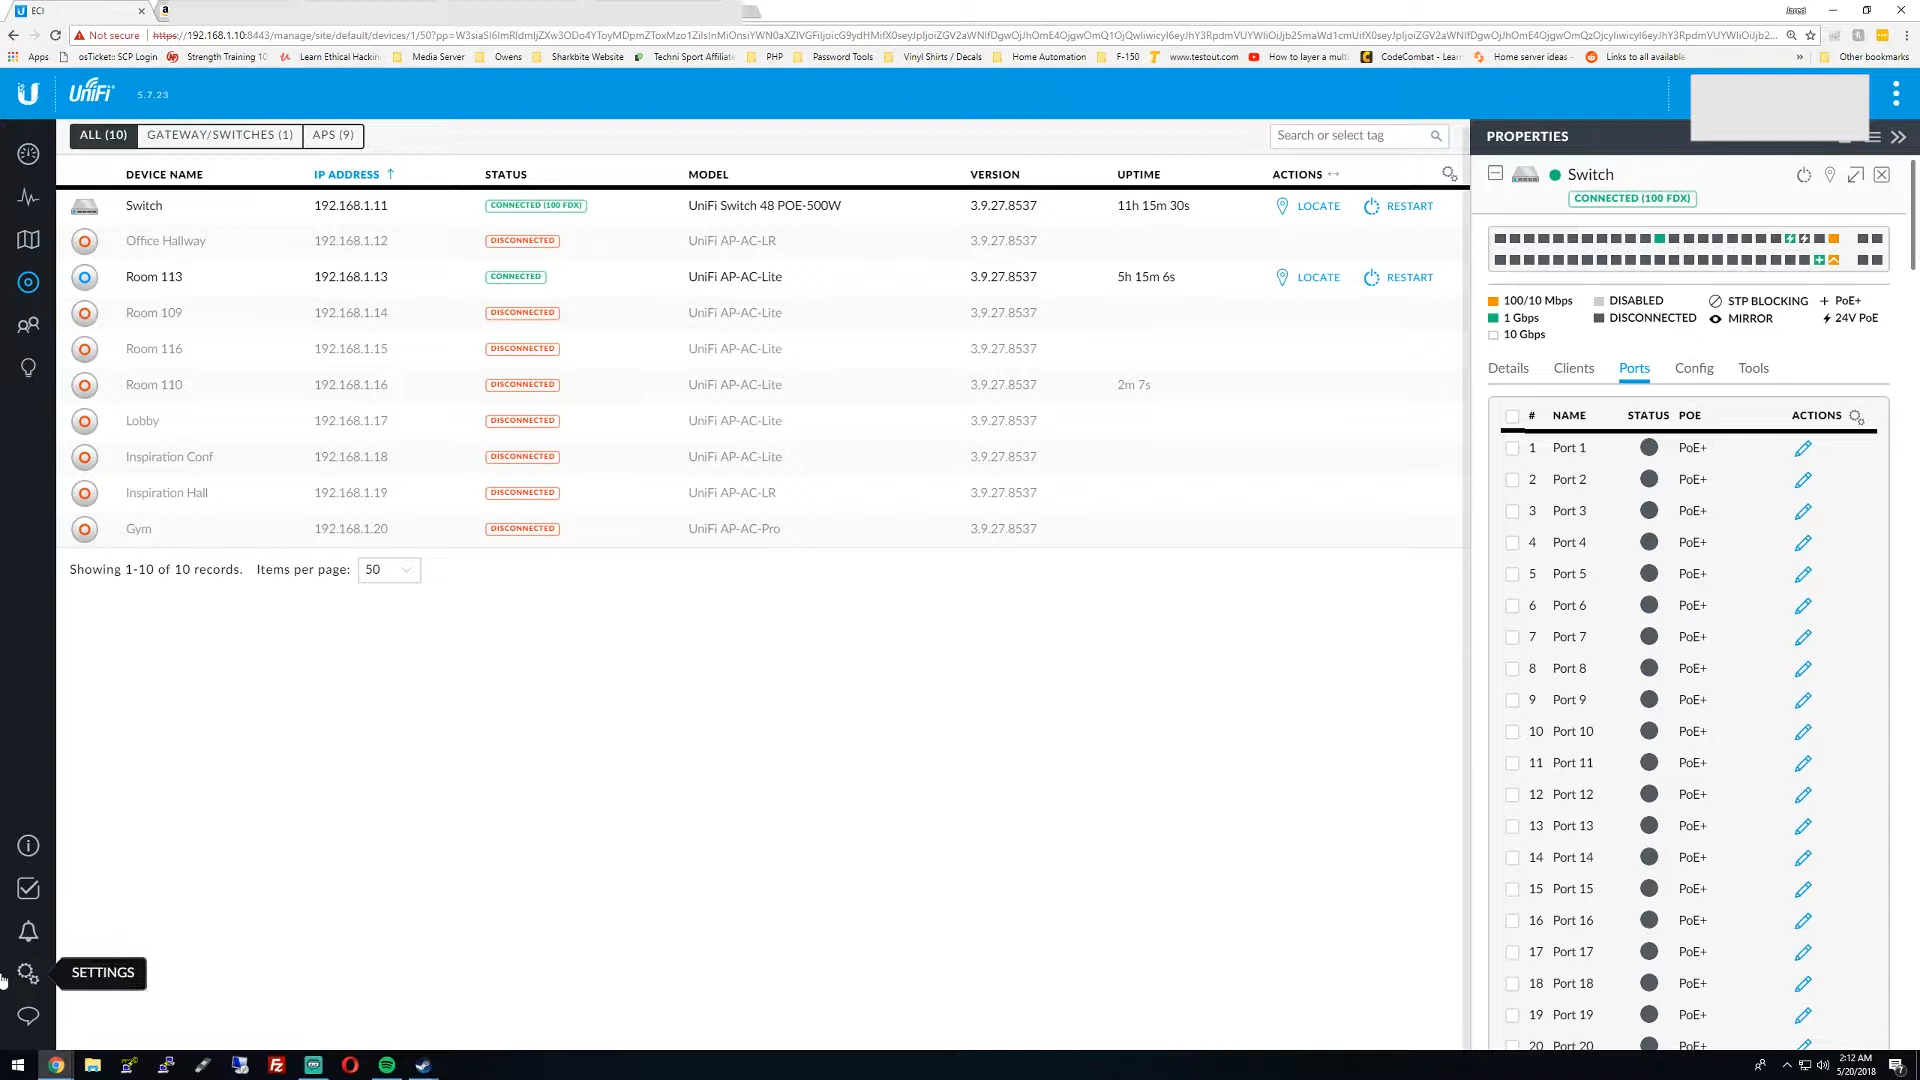 ECI
Jared
Not secure
https://192.168.1.10:8443/manage/site/default/devices/1/50?pp=
Apps
osTicket:: SCP Login
Strength Training 10
Learn Ethical Hackin
Media Server
Owens
Sharkbite Website
Techni Sport Affiliate
PHP
Password Tools
Vinyl Shirts / Decals
Home Automation
F-150
www.testout.com
How to layer a mult
CodeCombat - Lear
Home server ideas
Links to all available
»
Other bookmarks
UniFi 5.7.23
ALL (10) GATEWAY/SWITCHES (1) APS (9)
Search or select tag
DEVICE NAME IP ADDRESS ↑ STATUS MODEL VERSION UPTIME ACTIONS ↔
Switch 192.168.1.11 CONNECTED (100 FDX) UniFi Switch 48 POE-500W 3.9.27.8537 11h 15m 30s LOCATE RESTART
Office Hallway 192.168.1.12 DISCONNECTED UniFi AP-AC-LR 3.9.27.8537
Room 113 192.168.1.13 CONNECTED UniFi AP-AC-Lite 3.9.27.8537 5h 15m 6s LOCATE RESTART
Room 109 192.168.1.14 DISCONNECTED UniFi AP-AC-Lite 3.9.27.8537
Room 116 192.168.1.15 DISCONNECTED UniFi AP-AC-Lite 3.9.27.8537
Room 110 192.168.1.16 DISCONNECTED UniFi AP-AC-Lite 3.9.27.8537 2m 7s
Lobby 192.168.1.17 DISCONNECTED UniFi AP-AC-Lite 3.9.27.8537
Inspiration Conf 192.168.1.18 DISCONNECTED UniFi AP-AC-Lite 3.9.27.8537
Inspiration Hall 192.168.1.19 DISCONNECTED UniFi AP-AC-LR 3.9.27.8537
Gym 192.168.1.20 DISCONNECTED UniFi AP-AC-Pro 3.9.27.8537
Showing 1-10 of 10 records. Items per page: 50
SETTINGS
PROPERTIES
Switch
CONNECTED (100 FDX)
100/10 Mbps DISABLED STP BLOCKING + PoE+
1 Gbps DISCONNECTED MIRROR 24V PoE
10 Gbps
Details Clients Ports Config Tools
# NAME STATUS POE ACTIONS
1 Port 1 PoE+
2 Port 2 PoE+
3 Port 3 PoE+
4 Port 4 PoE+
5 Port 5 PoE+
6 Port 6 PoE+
7 Port 7 PoE+
8 Port 8 PoE+
9 Port 9 PoE+
10 Port 10 PoE+
11 Port 11 PoE+
12 Port 12 PoE+
13 Port 13 PoE+
14 Port 14 PoE+
15 Port 15 PoE+
16 Port 16 PoE+
17 Port 17 PoE+
18 Port 18 PoE+
19 Port 19 PoE+
20 Port 20 PoE+
2:12 AM
5/20/2018